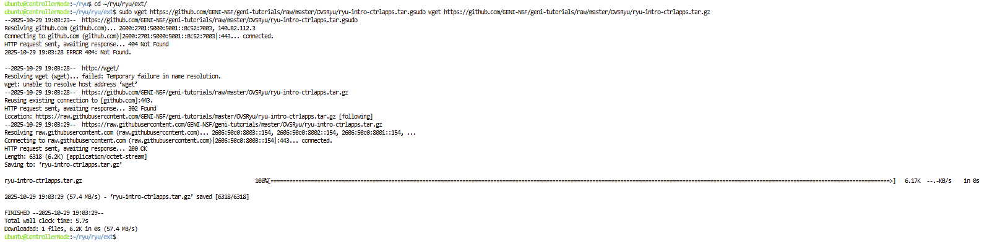 ubuntu@ControllerNode:~/ryu$ cd ~/ryu/ryu/ext/
ubuntu@ControllerNode:~/ryu/ryu/ext$ sudo wget https://github.com/GENI-NSF/geni-tutorials/raw/master/OVSRyu/ryu-intro-ctrlapps.tar.gsudo wget https://github.com/GENI-NSF/geni-tutorials/raw/master/OVSRyu/ryu-intro-ctrlapps.tar.gz
--2025-10-29 19:03:23--  https://github.com/GENI-NSF/geni-tutorials/raw/master/OVSRyu/ryu-intro-ctrlapps.tar.gsudo
Resolving github.com (github.com)... 2600:2701:5000:5001::8c52:7003, 140.82.112.3
Connecting to github.com (github.com)|2600:2701:5000:5001::8c52:7003|:443... connected.
HTTP request sent, awaiting response... 404 Not Found
2025-10-29 19:03:28 ERROR 404: Not Found.

--2025-10-29 19:03:28--  http://wget/
Resolving wget (wget)... failed: Temporary failure in name resolution.
wget: unable to resolve host address ‘wget’
--2025-10-29 19:03:28--  https://github.com/GENI-NSF/geni-tutorials/raw/master/OVSRyu/ryu-intro-ctrlapps.tar.gz
Reusing existing connection to [github.com]:443.
HTTP request sent, awaiting response... 302 Found
Location: https://raw.githubusercontent.com/GENI-NSF/geni-tutorials/master/OVSRyu/ryu-intro-ctrlapps.tar.gz [following]
--2025-10-29 19:03:29--  https://raw.githubusercontent.com/GENI-NSF/geni-tutorials/master/OVSRyu/ryu-intro-ctrlapps.tar.gz
Resolving raw.githubusercontent.com (raw.githubusercontent.com)... 2606:50c0:8003::154, 2606:50c0:8002::154, 2606:50c0:8001::154, ...
Connecting to raw.githubusercontent.com (raw.githubusercontent.com)|2606:50c0:8003::154|:443... connected.
HTTP request sent, awaiting response... 200 OK
Length: 6318 (6.2K) [application/octet-stream]
Saving to: ‘ryu-intro-ctrlapps.tar.gz’

ryu-intro-ctrlapps.tar.gz 100%[===================>] 6.17K --.-KB/s in 0s

2025-10-29 19:03:29 (57.4 MB/s) - ‘ryu-intro-ctrlapps.tar.gz’ saved [6318/6318]

FINISHED --2025-10-29 19:03:29--
Total wall clock time: 5.7s
Downloaded: 1 files, 6.2K in 0s (57.4 MB/s)
ubuntu@ControllerNode:~/ryu/ryu/ext$